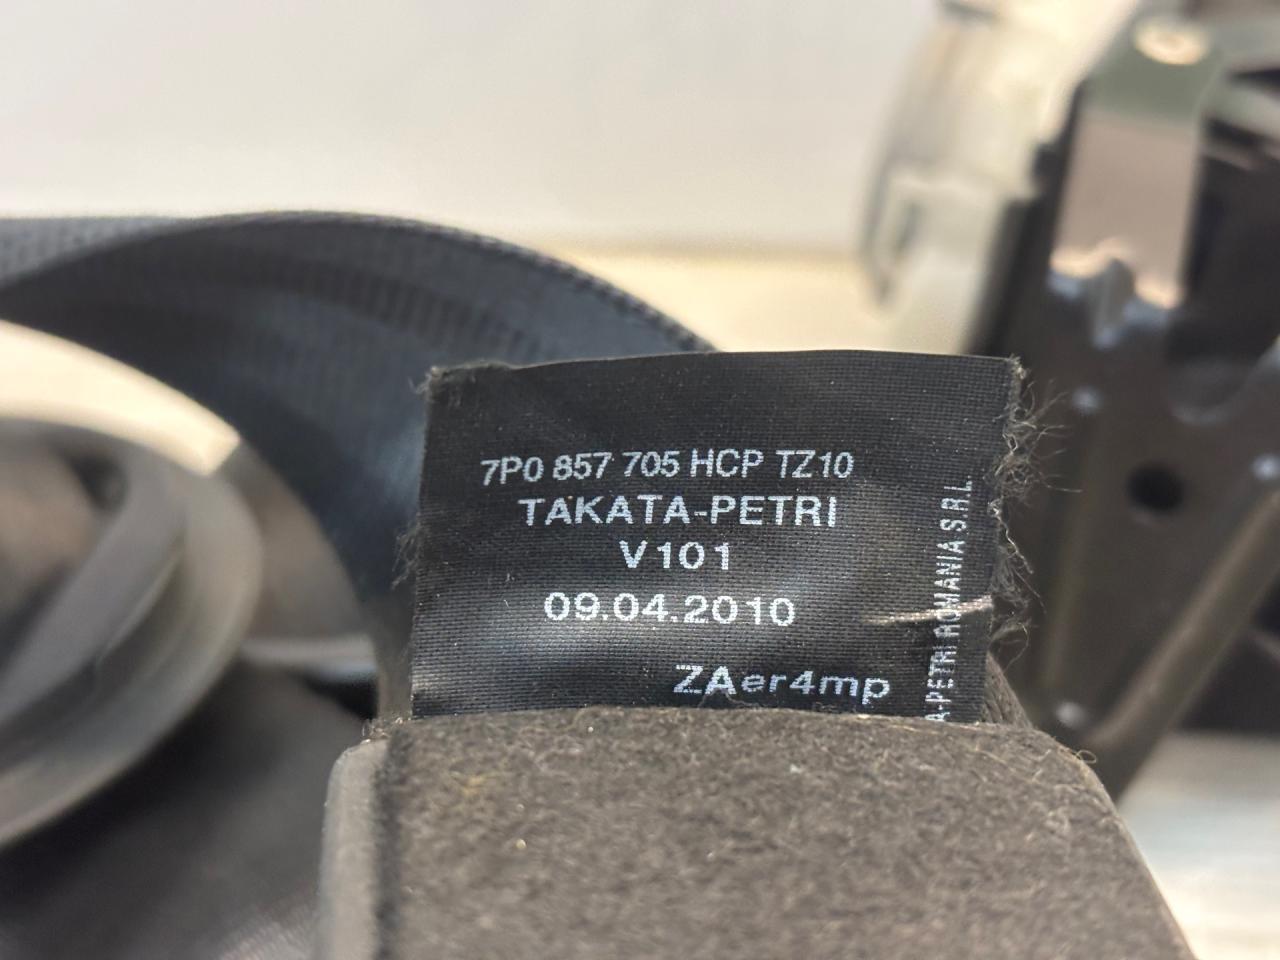 7P0 857 705 HCP TZ10
TAKATA-PETRI
V101
09.04.2010
ZAer4mp
A-PETRI ROMANIA S.R.L.